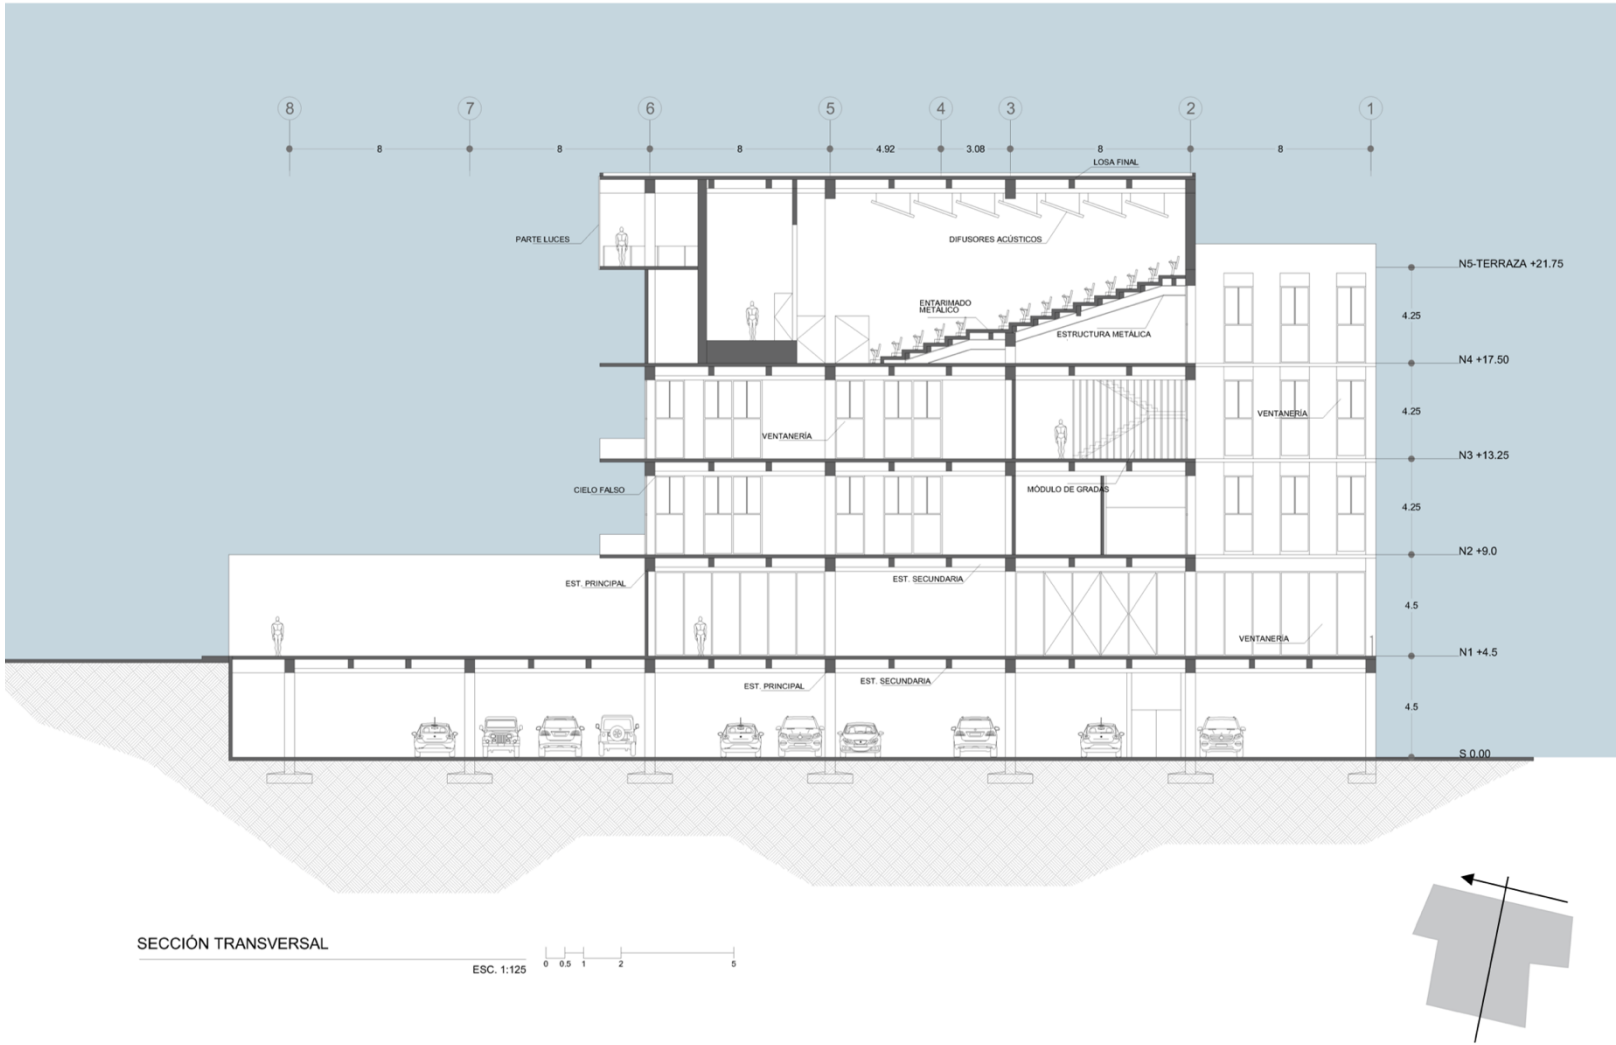 8 7 6 5 4 3 2 1
8 8 8 4.92 3.08 8 8
LOSA FINAL
PARTE LUCES
DIFUSORES ACÚSTICOS
N5-TERRAZA +21.75
ENTARIMADO
METÁLICO
4.25
ESTRUCTURA METÁLICA
N4 +17.50
4.25
VENTANERÍA
VENTANERÍA
N3 +13.25
CIELO FALSO
MÓDULO DE GRADAS
4.25
N2 +9.0
EST. PRINCIPAL
EST. SECUNDARIA
4.5
VENTANERÍA
N1 +4.5
EST. PRINCIPAL
EST. SECUNDARIA
4.5
S 0.00
SECCIÓN TRANSVERSAL
ESC. 1:125
0 0.5 1 2 5